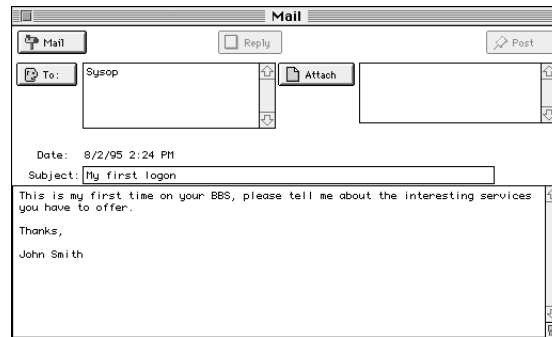 Mail
Mail Reply Post
To: Sysop Attach
Date: 8/2/95 2:24 PM
Subject: My first logon
This is my first time on your BBS, please tell me about the interesting services
you have to offer.
Thanks,
John Smith